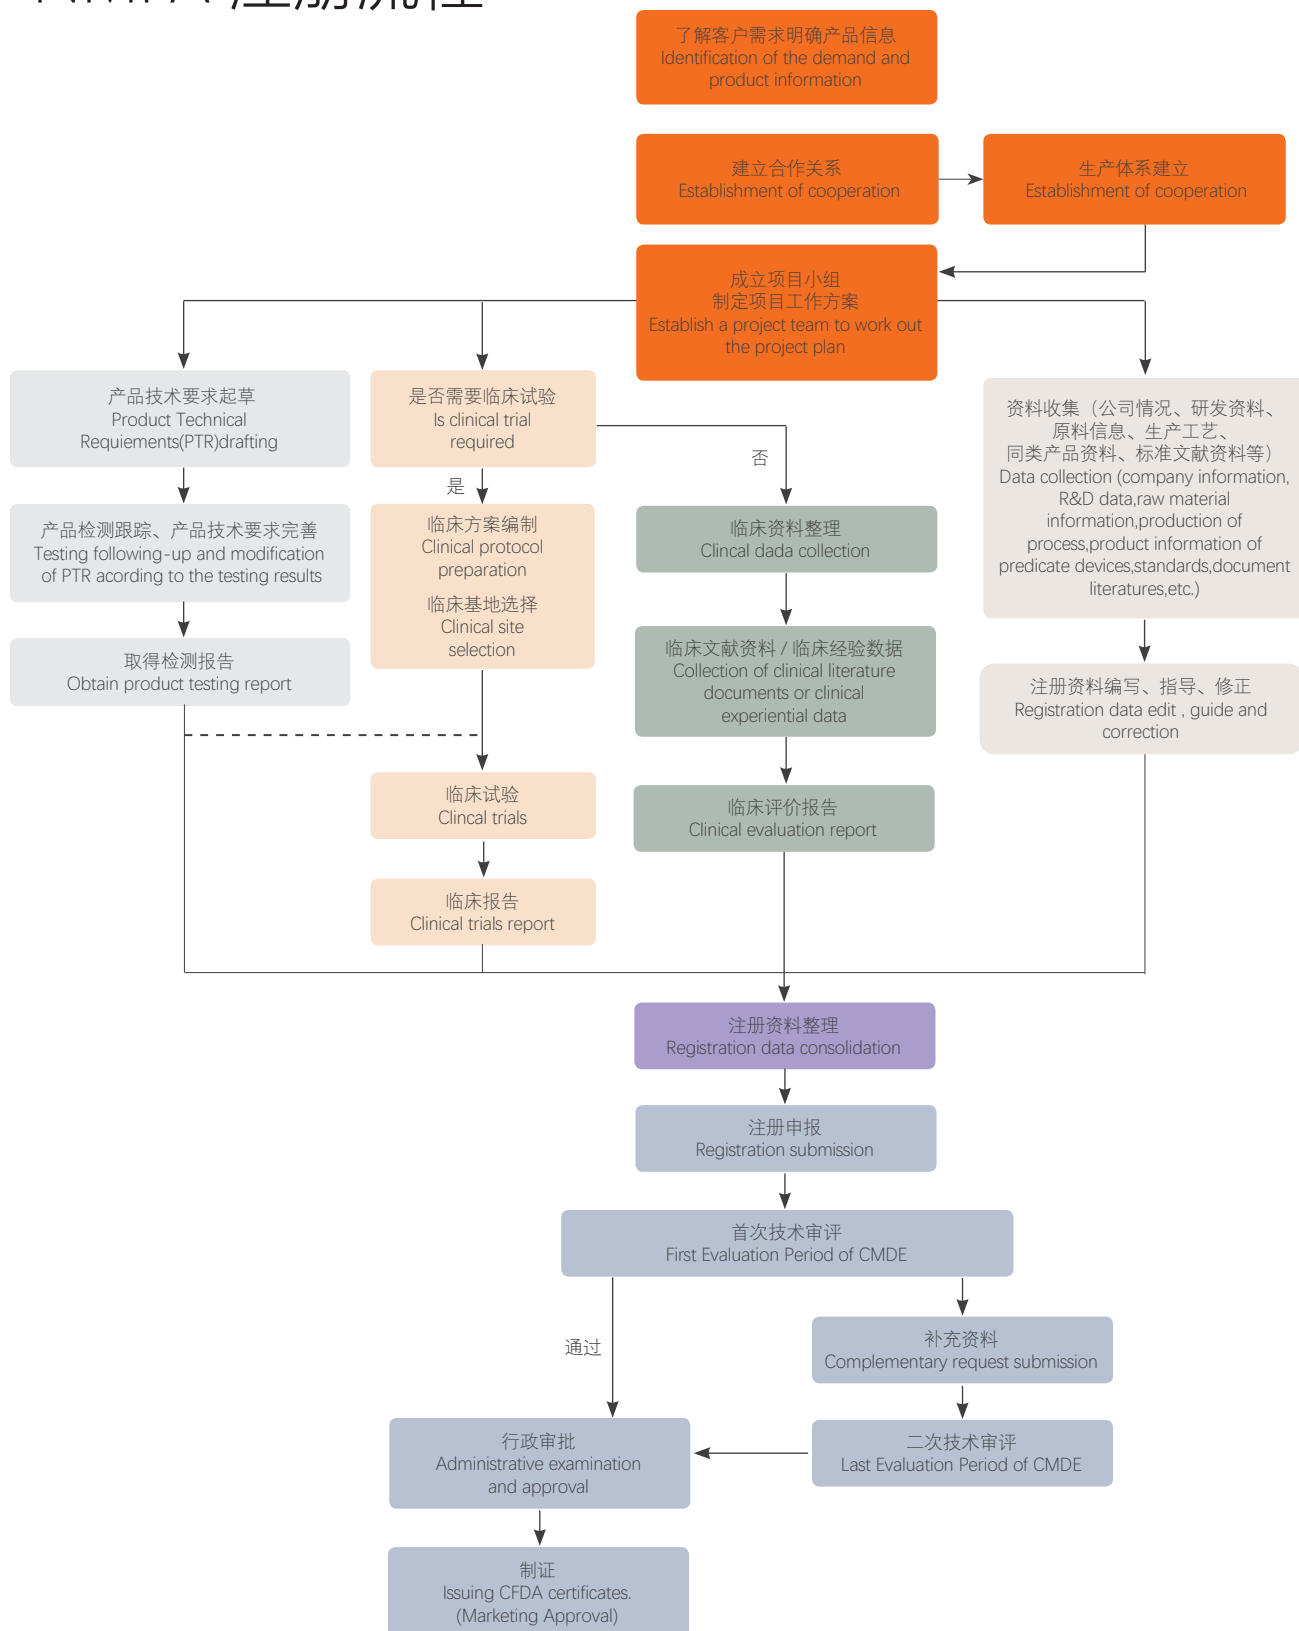 NMPA 注册流程
了解客户需求明确产品信息
Identification of the demand and
product information
建立合作关系
Establishment of cooperation
生产体系建立
Establishment of cooperation
成立项目小组
制定项目工作方案
Establish a project team to work out
the project plan
产品技术要求起草
Product Technical
Requiements(PTR)drafting
是否需要临床试验
Is clinical trial
required
资料收集（公司情况、研发资料、
原料信息、生产工艺、
同类产品资料、标准文献资料等）
Data collection (company information,
R&D data,raw material
information,production of
process,product information of
predicate devices,standards,document
literatures,etc.)
否
是
产品检测跟踪、产品技术要求完善
Testing following-up and modification
of PTR acording to the testing results
临床方案编制
Clinical protocol
preparation
临床基地选择
Clinical site
selection
临床资料整理
Clincal dada collection
取得检测报告
Obtain product testing report
临床文献资料 / 临床经验数据
Collection of clinical literature
documents or clinical
experiential data
注册资料编写、指导、修正
Registration data edit , guide and
correction
临床试验
Clincal trials
临床评价报告
Clinical evaluation report
临床报告
Clinical trials report
注册资料整理
Registration data consolidation
注册申报
Registration submission
首次技术审评
First Evaluation Period of CMDE
通过
补充资料
Complementary request submission
行政审批
Administrative examination
and approval
二次技术审评
Last Evaluation Period of CMDE
制证
Issuing CFDA certificates.
(Marketing Approval)